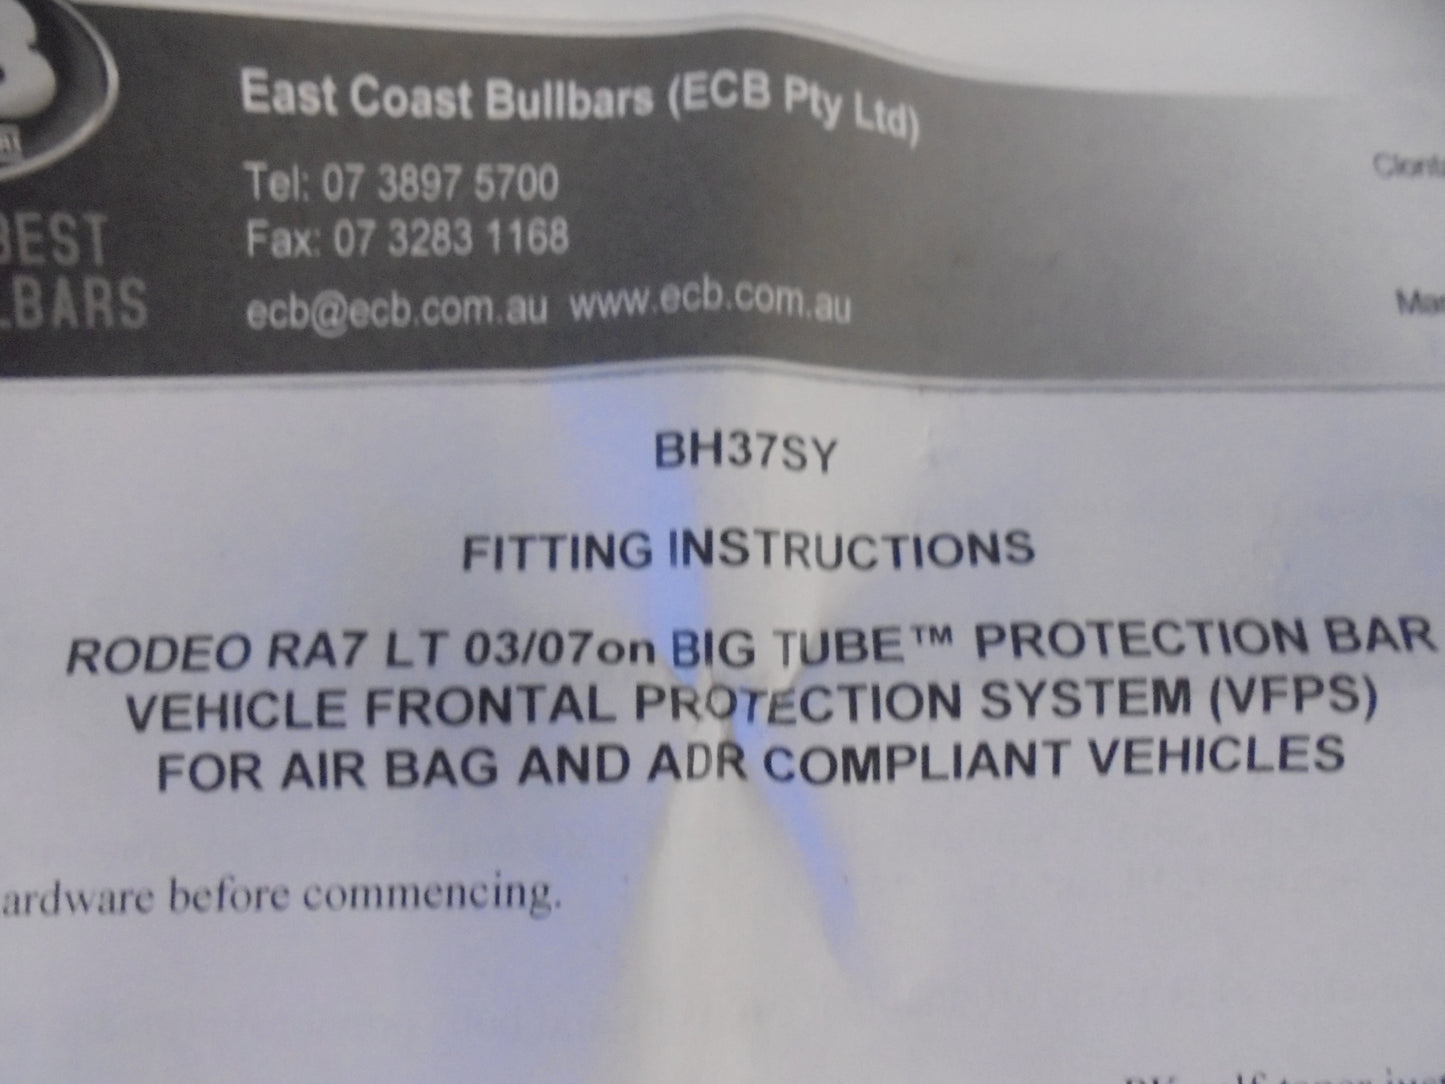 B
East Coast Bullbars (ECB Pty Ltd)
Tel: 07 3897 5700
Fax: 07 3283 1168
ecb@ecb.com.au www.ecb.com.au
BEST
LBARS
BH37SY
FITTING INSTRUCTIONS
RODEO RA7 LT 03/07on BIG TUBE™ PROTECTION BAR
VEHICLE FRONTAL PROTECTION SYSTEM (VFPS)
FOR AIR BAG AND ADR COMPLIANT VEHICLES
ardware before commencing.